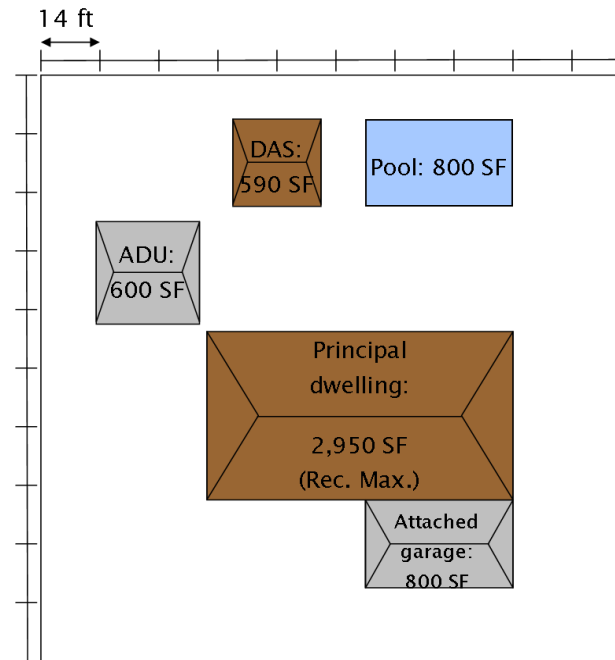 14 ft
DAS:
590 SF
Pool: 800 SF
ADU:
600 SF
Principal
dwelling:
2,950 SF
(Rec. Max.)
Attached
garage:
800 SF